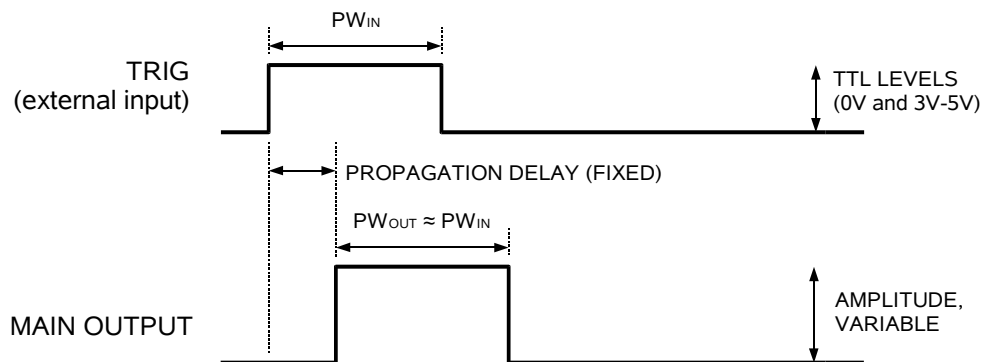 PWIN
TRIG
(external input)
TTL LEVELS
(0V and 3V-5V)
PROPAGATION DELAY (FIXED)
PWOUT ≈ PWIN
MAIN OUTPUT
AMPLITUDE,
VARIABLE